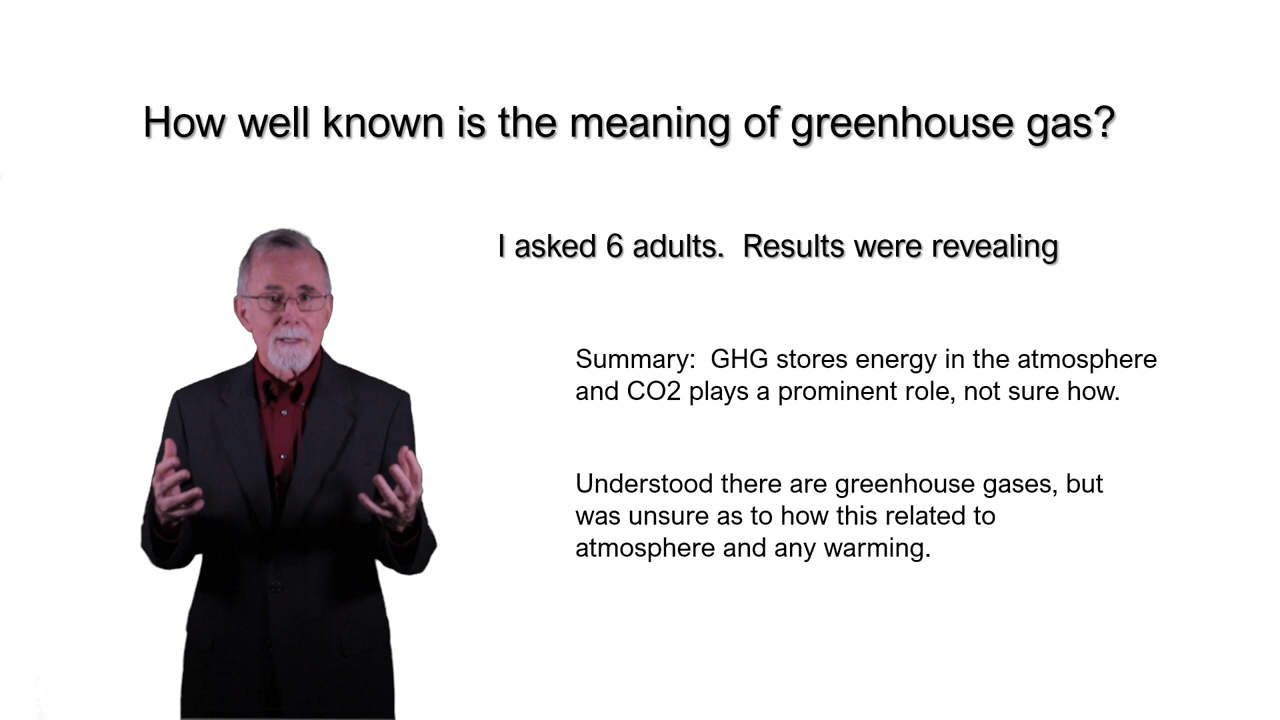 How well known is the meaning of greenhouse gas?
I asked 6 adults.  Results were revealing
Summary:  GHG stores energy in the atmosphere
and CO2 plays a prominent role, not sure how.
Understood there are greenhouse gases, but
was unsure as to how this related to
atmosphere and any warming.